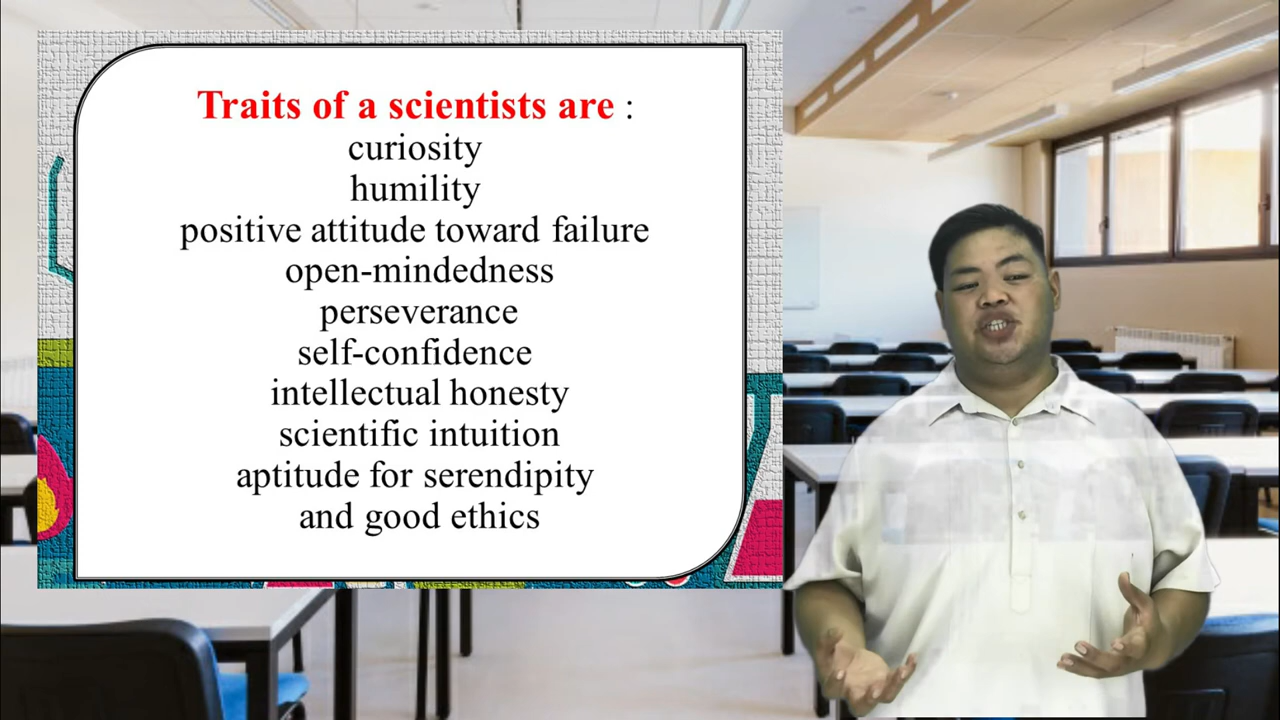 Traits of a scientists are :
curiosity
humility
positive attitude toward failure
open-mindedness
perseverance
self-confidence
intellectual honesty
scientific intuition
aptitude for serendipity
and good ethics